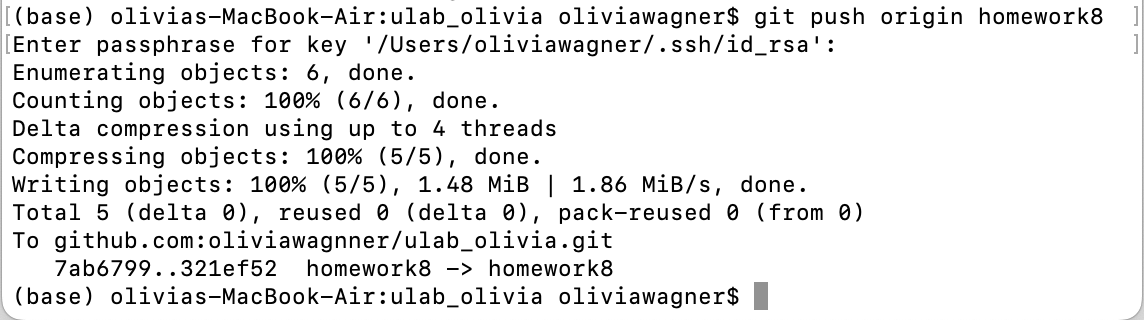 [(base) olivias-MacBook-Air:ulab_olivia oliviawagner$ git push origin homework8 ]
[Enter passphrase for key '/Users/oliviawagner/.ssh/id_rsa': ]
Enumerating objects: 6, done.
Counting objects: 100% (6/6), done.
Delta compression using up to 4 threads
Compressing objects: 100% (5/5), done.
Writing objects: 100% (5/5), 1.48 MiB | 1.86 MiB/s, done.
Total 5 (delta 0), reused 0 (delta 0), pack-reused 0 (from 0)
To github.com:oliviawagnner/ulab_olivia.git
   7ab6799..321ef52  homework8 -> homework8
(base) olivias-MacBook-Air:ulab_olivia oliviawagner$